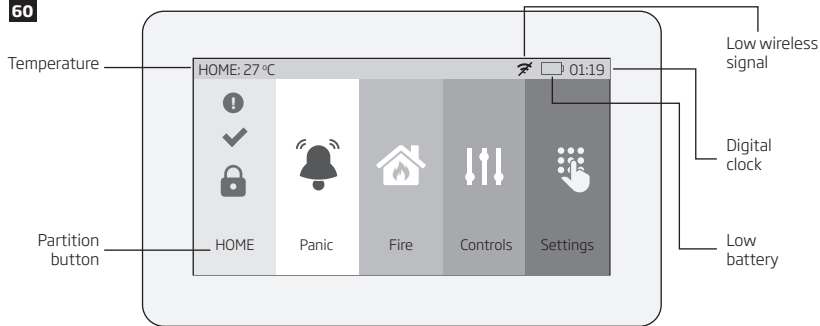 60
Temperature
HOME: 27 ºC
01:19
Low wireless
signal
Digital
clock
Partition
button
HOME
Panic
Fire
Controls
Settings
Low
battery